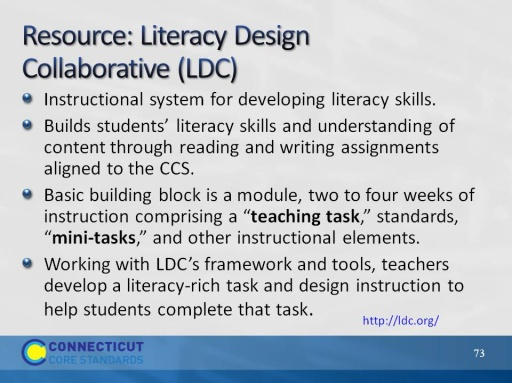 Resource: Literacy Design
Collaborative (LDC)
Instructional system for developing literacy skills.
Builds students’ literacy skills and understanding of
content through reading and writing assignments
aligned to the CCS.
Basic building block is a module, two to four weeks of
instruction comprising a “teaching task,” standards,
“mini-tasks,” and other instructional elements.
Working with LDC’s framework and tools, teachers
develop a literacy-rich task and design instruction to
help students complete that task.
http://ldc.org/
CONNECTICUT
CORE STANDARDS
73